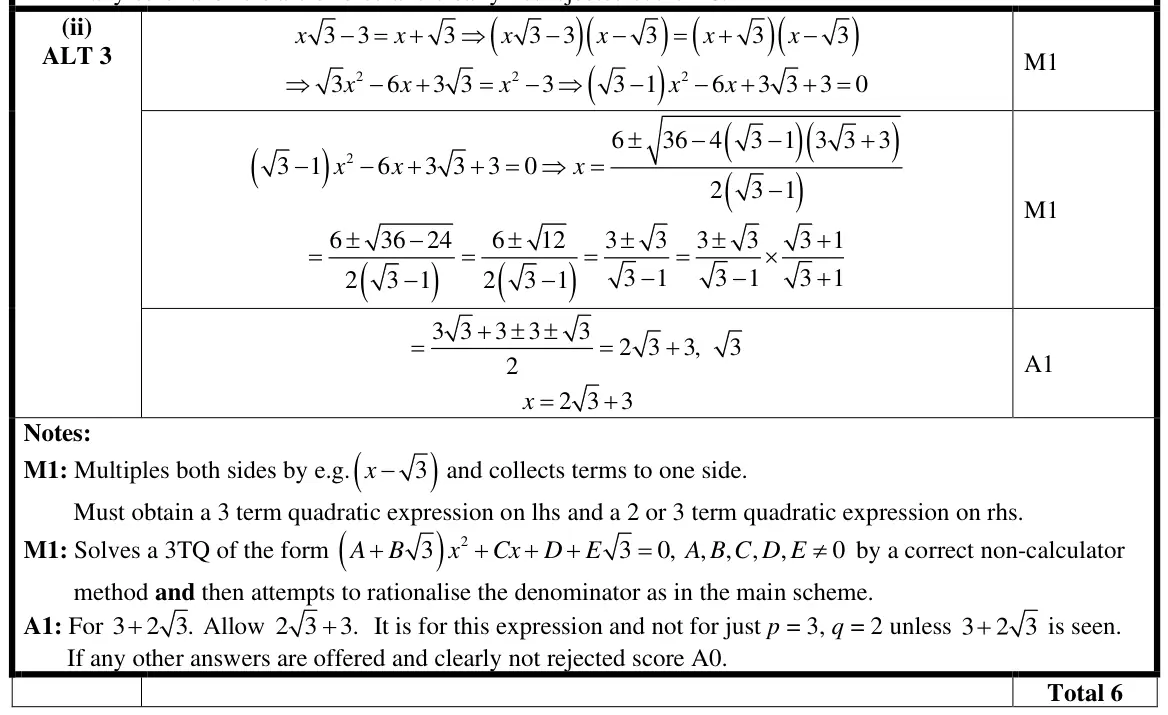 (ii)
ALT 3
x√3 − 3 = x + √3 ⇒ (x√3 − 3)(x − √3) = (x + √3)(x − √3)
⇒ √3x² − 6x + 3√3 = x² − 3 ⇒ (√3 − 1)x² − 6x + 3√3 + 3 = 0
M1
(√3 − 1)x² − 6x + 3√3 + 3 = 0 ⇒ x = (6 ± √(36 − 4(√3 − 1)(3√3 + 3))) / (2(√3 − 1))
= (6 ± √(36 − 24)) / (2(√3 − 1)) = (6 ± √12) / (2(√3 − 1)) = (3 ± √3) / (√3 − 1) = (3 ± √3) / (√3 − 1) × (√3 + 1) / (√3 + 1)
M1
= (3√3 + 3 ± 3 ± √3) / 2 = 2√3 + 3, √3
x = 2√3 + 3
A1
Notes:
M1: Multiples both sides by e.g. (x − √3) and collects terms to one side.
Must obtain a 3 term quadratic expression on lhs and a 2 or 3 term quadratic expression on rhs.
M1: Solves a 3TQ of the form (A + B√3)x² + Cx + D + E√3 = 0, A, B, C, D, E ≠ 0 by a correct non-calculator
method and then attempts to rationalise the denominator as in the main scheme.
A1: For 3 + 2√3. Allow 2√3 + 3. It is for this expression and not for just p = 3, q = 2 unless 3 + 2√3 is seen.
If any other answers are offered and clearly not rejected score A0.
Total 6